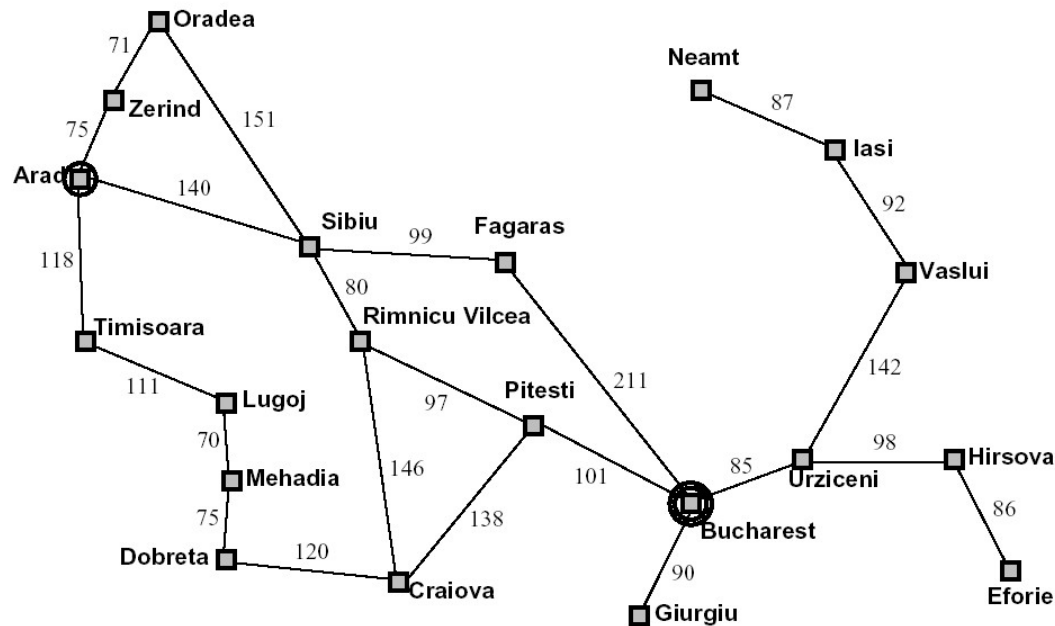 Oradea
71
Neamt
Zerind
87
151
75
Iasi
Arad
140
92
Sibiu
Fagaras
99
118
Vaslui
80
Timisoara
Rimnicu Vilcea
142
111
211
Lugoj
97
Pitesti
70
98
Hirsova
146
85
Mehadia
101
Urziceni
86
75
138
Bucharest
Dobreta
120
90
Craiova
Eforie
Giurgiu